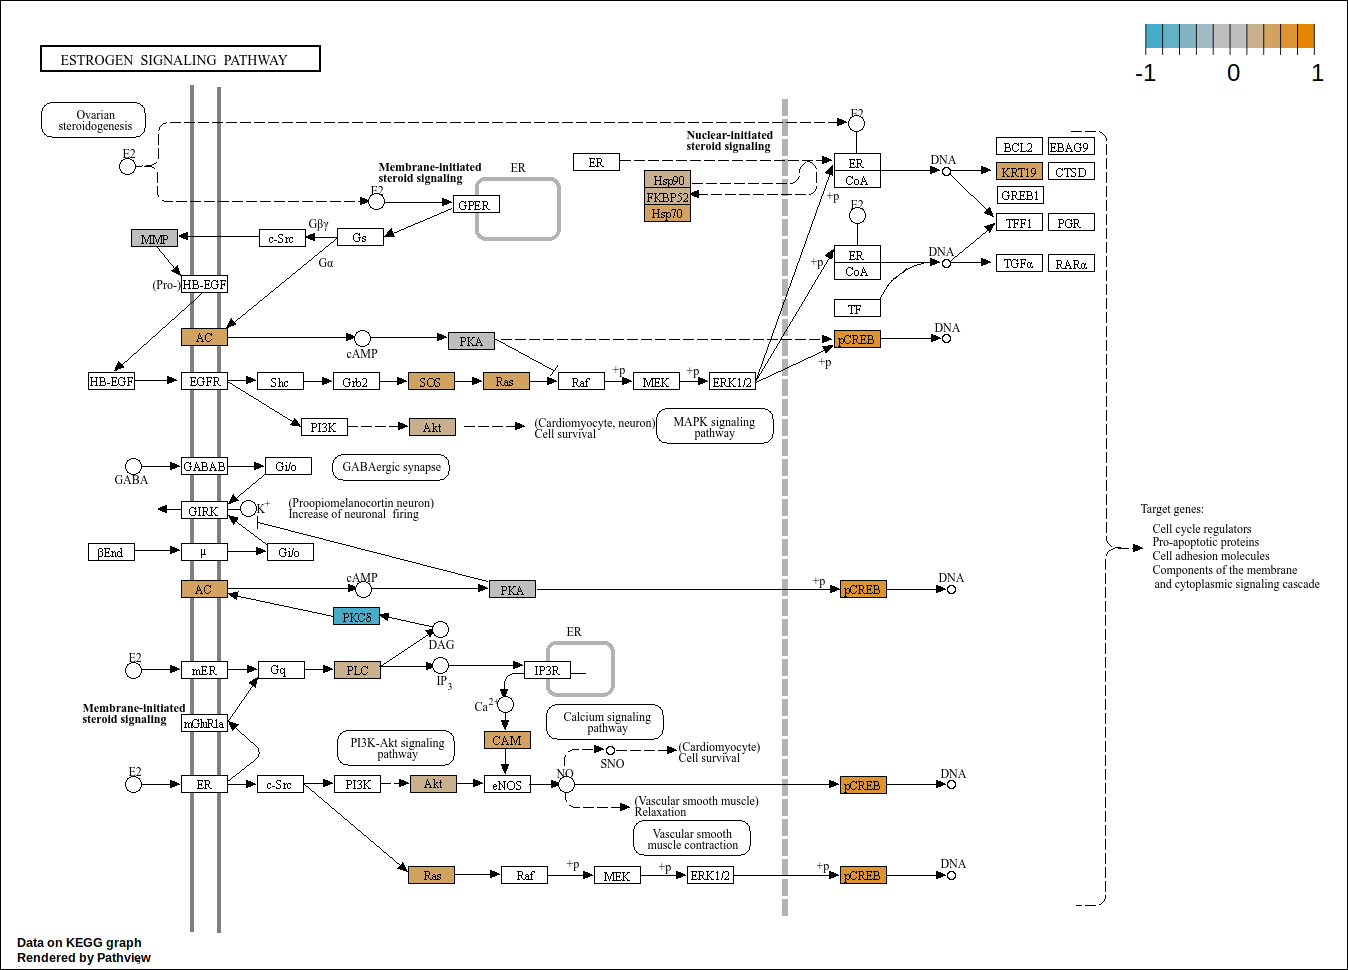 ESTROGEN SIGNALING PATHWAY
-1 0 1
Ovarian
steroidogenesis
E2
E2
Membrane-initiated
steroid signaling
E2
GPER
ER
ER
Nuclear-initiated
steroid signaling
Hsp90
FKBP52
Hsp70
E2
ER
CoA
+p
DNA
BCL2 EBAG9
KRT19 CTSD
GREB1
TFF1 PGR
TGFα RARα
MMP
c-Src
Gβγ
Gs
Gα
(Pro-) HB-EGF
E2
ER
CoA
+p
DNA
TF
AC
cAMP
PKA
pCREB
DNA
+p
HB-EGF
EGFR
Shc
Grb2
SOS
Ras
Raf
+p
MEK
+p
ERK1/2
PI3K
Akt
(Cardiomyocyte, neuron)
Cell survival
MAPK signaling
pathway
GABA
GABAB
Gi/o
GABAergic synapse
GIRK
K+
(Propiomelanocortin neuron)
Increase of neuronal firing
βEnd
μ
Gi/o
AC
cAMP
PKA
+p
pCREB
DNA
PKCδ
DAG
E2
mER
Gq
PLC
IP3
IP3R
ER
Ca2+
Membrane-initiated
steroid signaling
mGluR1a
PI3K-Akt signaling
pathway
CAM
Calcium signaling
pathway
(Cardiomyocyte)
Cell survival
SNO
E2
ER
c-Src
PI3K
Akt
eNOS
NO
pCREB
DNA
(Vascular smooth muscle)
Relaxation
Vascular smooth
muscle contraction
Ras
Raf
+p
MEK
+p
ERK1/2
+p
pCREB
DNA
Target genes:
Cell cycle regulators
Pro-apoptotic proteins
Cell adhesion molecules
Components of the membrane
and cytoplasmic signaling cascade
Data on KEGG graph
Rendered by Pathview